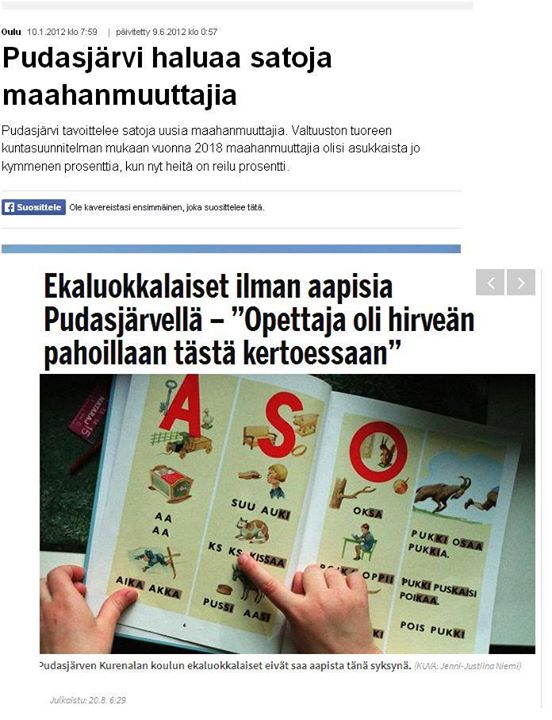 Oulu 10.1.2012 klo 7:59 | päivitetty 9.6.2012 klo 0:57
Pudasjärvi haluaa satoja
maahanmuuttajia
Pudasjärvi tavoittelee satoja uusia maahanmuuttajia. Valtuuston tuoreen
kuntasuunnitelman mukaan vuonna 2018 maahanmuuttajia olisi asukkaista jo
kymmenen prosenttia, kun nyt heitä on reilu prosentti.
Suosittele Ole kavereistasi ensimmäinen, joka suosittelee tätä.
Ekaluokkalaiset ilman aapisia
Pudasjärvellä – ”Opettaja oli hirveän
pahoillaan tästä kertoessaan”
A S O
AA
AA
AIKA AKKA
SUU AUKI
KS KS KISSAA
PUSSI AASI
6
OKSA
OPPII
PUKKI OSAA
PUKKIA.
PUKKI PUSKAISI
POIKAA.
POIS PUKKI
Pudasjärven Kurenalan koulun ekaluokkalaiset eivät saa aapista tänä syksynä. (KUVA: Jenni-Justiina Niemi)
Julkaistu: 20.8. 6:29